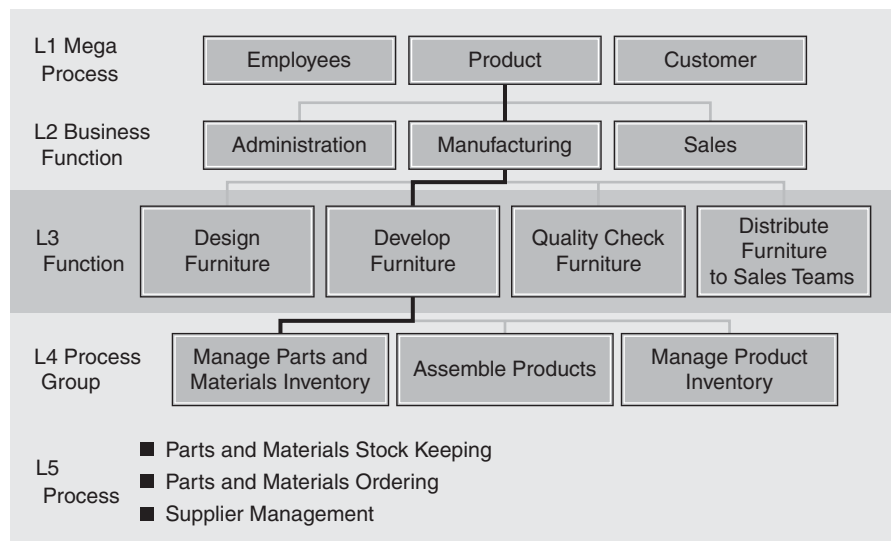 L1 Mega
Process
Employees
Product
Customer
L2 Business
Function
Administration
Manufacturing
Sales
L3
Function
Design
Furniture
Develop
Furniture
Quality Check
Furniture
Distribute
Furniture
to Sales Teams
L4 Process
Group
Manage Parts and
Materials Inventory
Assemble Products
Manage Product
Inventory
L5
Process
Parts and Materials Stock Keeping
Parts and Materials Ordering
Supplier Management